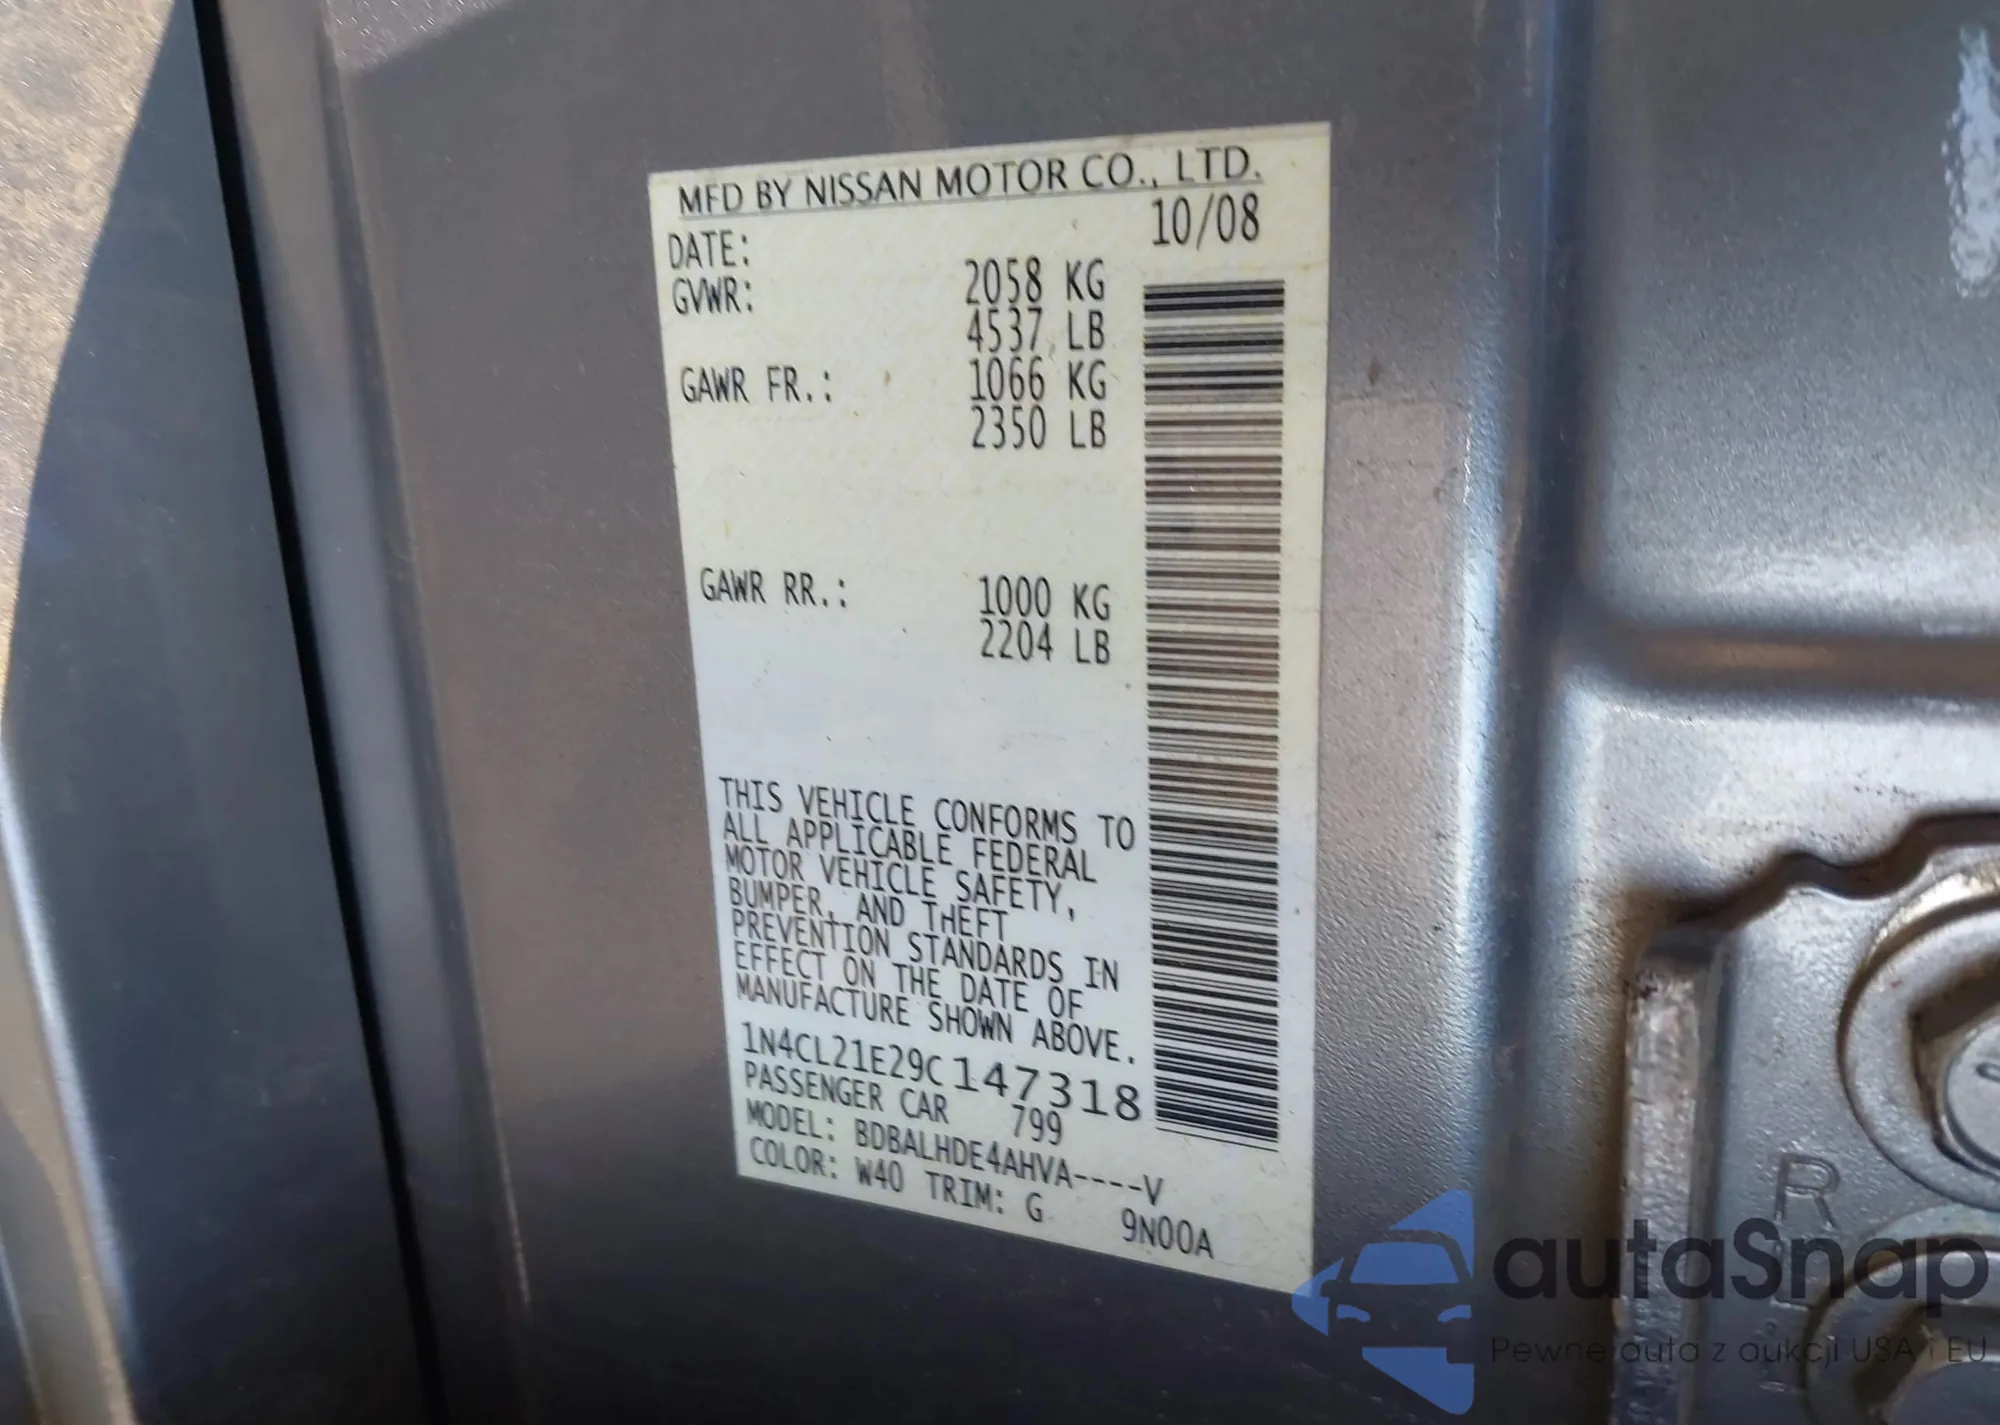 MFD BY NISSAN MOTOR CO., LTD.
DATE: 10/08
GVWR: 2058 KG
4537 LB
GAWR FR.: 1066 KG
2350 LB
GAWR RR.: 1000 KG
2204 LB
THIS VEHICLE CONFORMS TO
ALL APPLICABLE FEDERAL
MOTOR VEHICLE SAFETY,
BUMPER, AND THEFT
PREVENTION STANDARDS IN
EFFECT ON THE DATE OF
MANUFACTURE SHOWN ABOVE.
1N4CL21E29C147318
PASSENGER CAR 799
MODEL: BDBALHDE4AHVA----V
COLOR: W40 TRIM: G 9N00A
R
autaSnap
Pewne auta z aukcji USA i EU